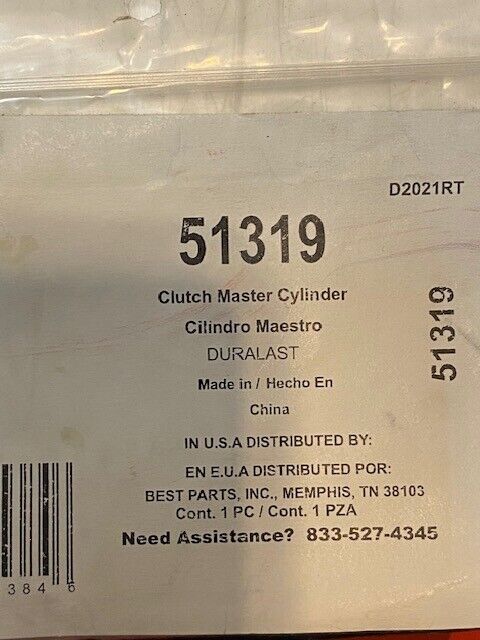 D2021RT
51319
Clutch Master Cylinder
Cilindro Maestro
DURALAST
Made in / Hecho En
China
51319
IN U.S.A DISTRIBUTED BY:
EN E.U.A DISTRIBUTED POR:
BEST PARTS, INC., MEMPHIS, TN 38103
Cont. 1 PC / Cont. 1 PZA
Need Assistance? 833-527-4345
384 6